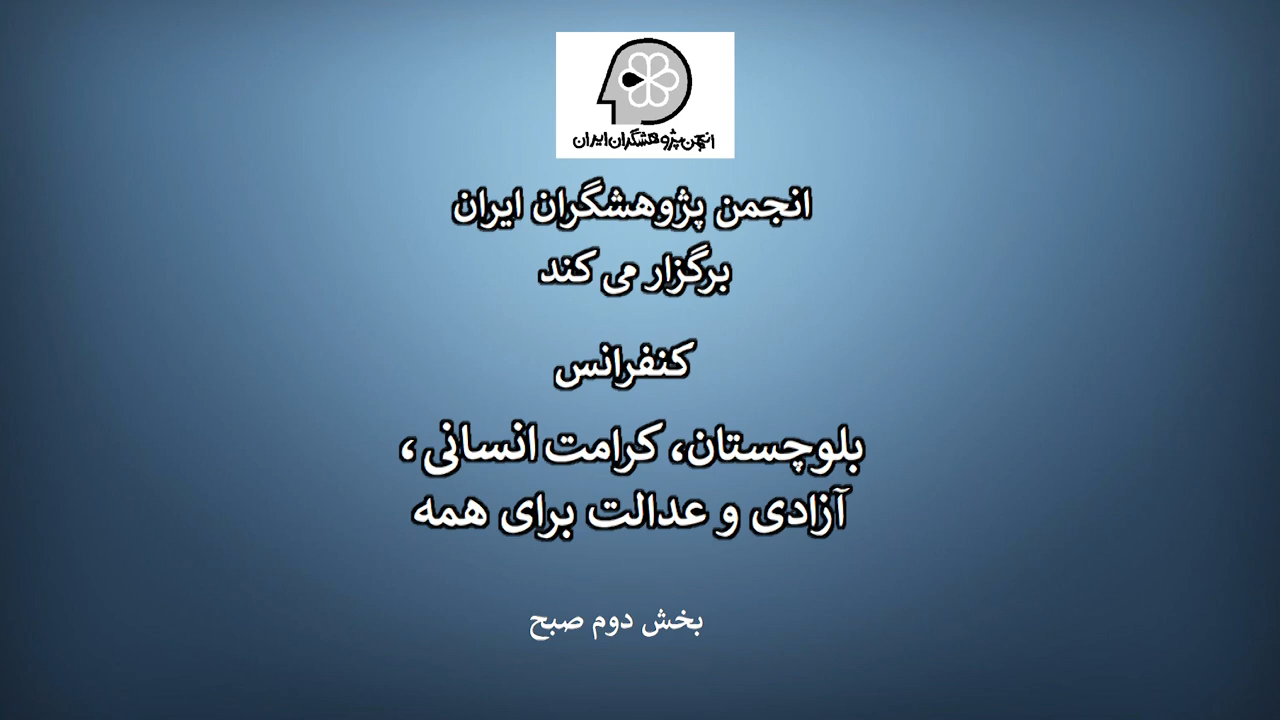 انجمن پژوهشگران ایران
انجمن پژوهشگران ایران
برگزار می کند
کنفرانس
بلوچستان، کرامت انسانی،
آزادی و عدالت برای همه
بخش دوم صبح